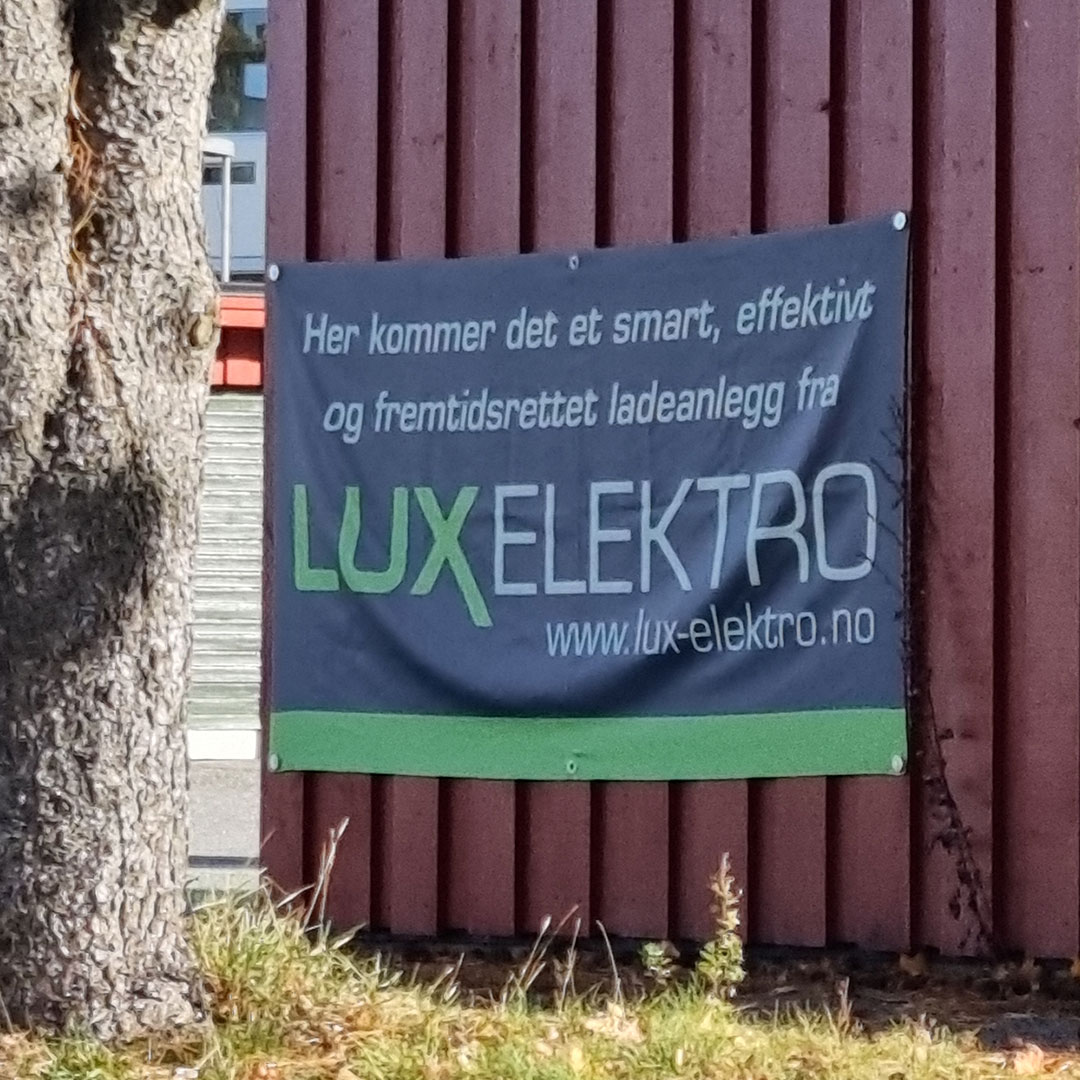 Her kommer det et smart, effektivt
og fremtidsrettet ladeanlegg fra
LUXELEKTRO
www.lux-elektro.no